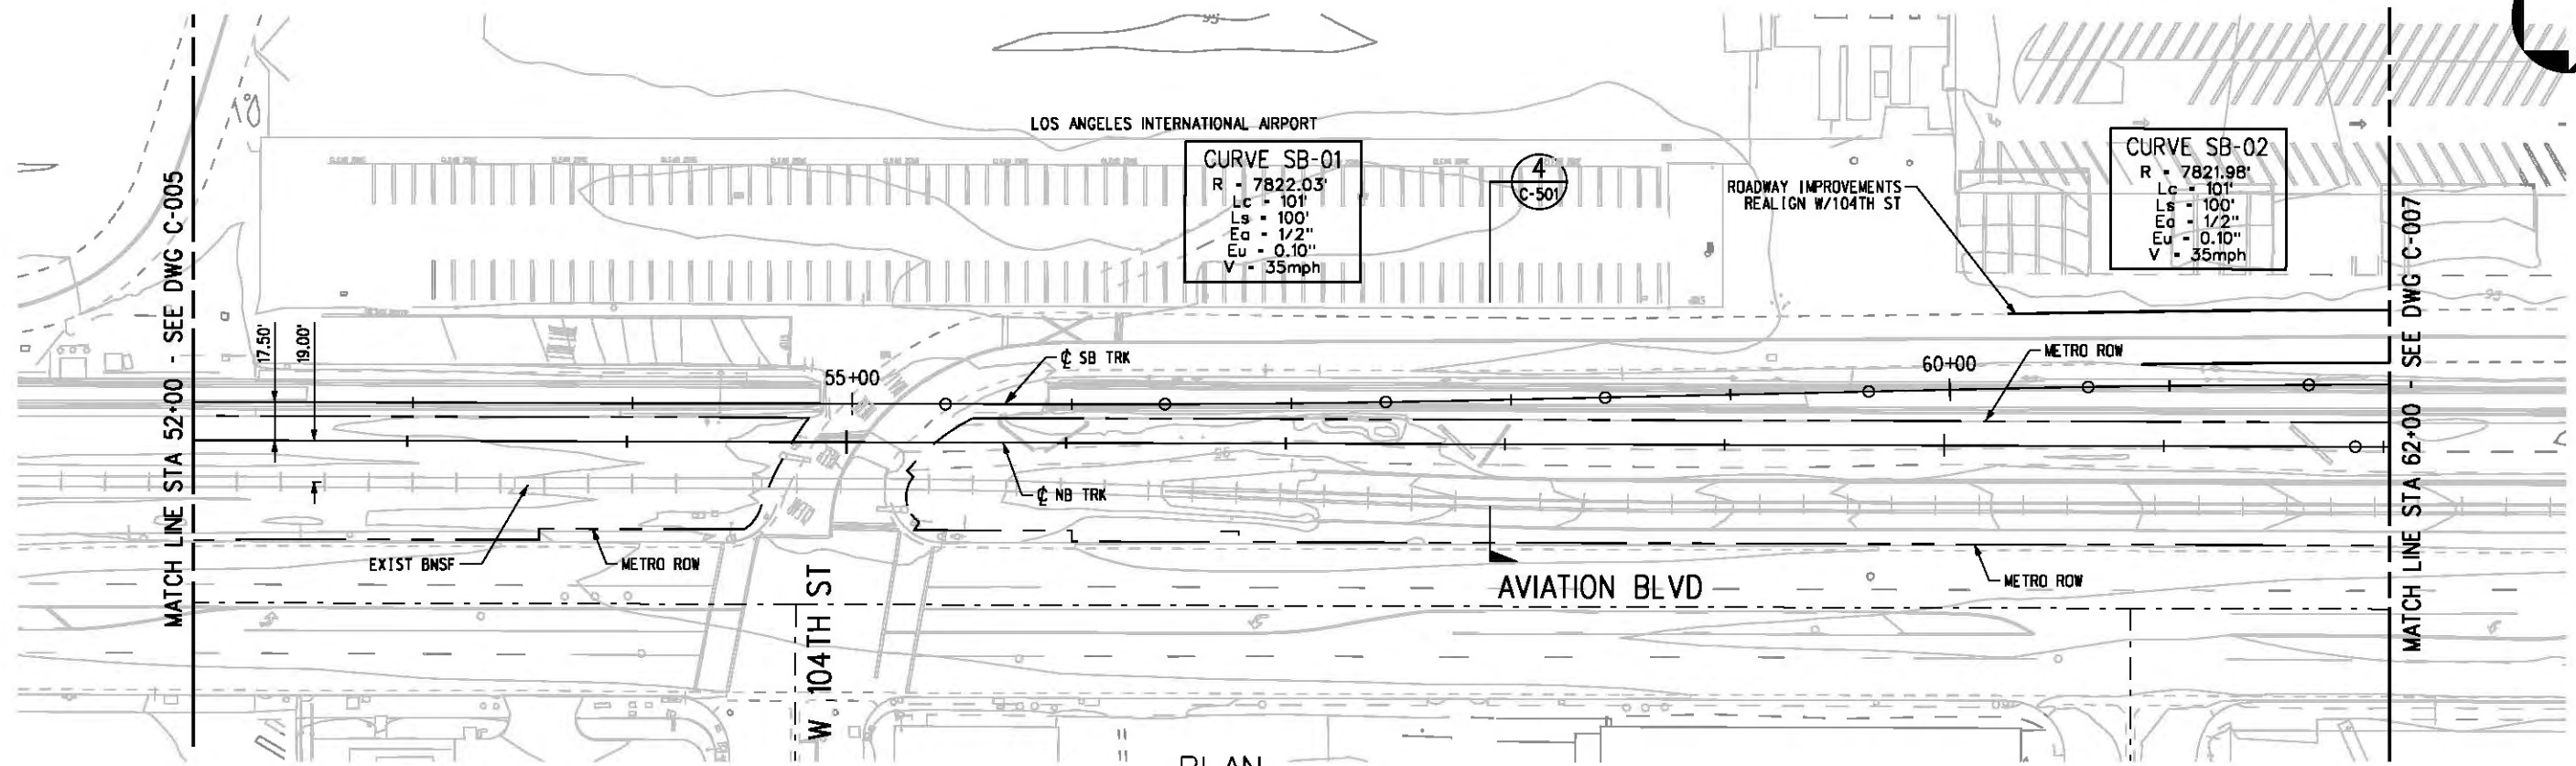 95
LOS ANGELES INTERNATIONAL AIRPORT
CURVE SB-01
R = 7822.03'
Lc = 101'
Ls = 100'
Ea = 1/2"
Eu = 0.10"
V = 35mph
4
C-501
ROADWAY IMPROVEMENTS
REALIGN W/104TH ST
CURVE SB-02
R = 7821.98'
Lc = 101'
Ls = 100'
Ea = 1/2"
Eu = 0.10"
V = 35mph
MATCH LINE STA 52+00 - SEE DWG C-005
17.50'
19.00'
55+00
℄ SB TRK
60+00
METRO ROW
95
MATCH LINE STA 62+00 - SEE DWG C-007
℄ NB TRK
EXIST BNSF
METRO ROW
W 104TH ST
AVIATION BLVD
METRO ROW
PLAN